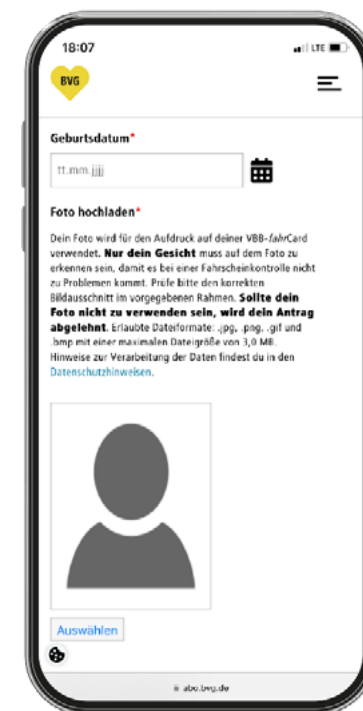 18:07
LTE
BVG
Geburtsdatum*
tt.mm.jjjj
Foto hochladen*
Dein Foto wird für den Aufdruck auf deiner VBB-fahrCard
verwendet. Nur dein Gesicht muss auf dem Foto zu
erkennen sein, damit es bei einer Fahrscheinkontrolle nicht
zu Problemen kommt. Prüfe bitte den korrekten
Bildausschnitt im vorgegebenen Rahmen. Sollte dein
Foto nicht zu verwenden sein, wird dein Antrag
abgelehnt. Erlaubte Dateiformate: .jpg, .png, .gif und
.bmp mit einer maximalen Dateigröße von 3,0 MB.
Hinweise zur Verarbeitung der Daten findest du in den
Datenschutzhinweisen.
Auswählen
abo.bvg.de